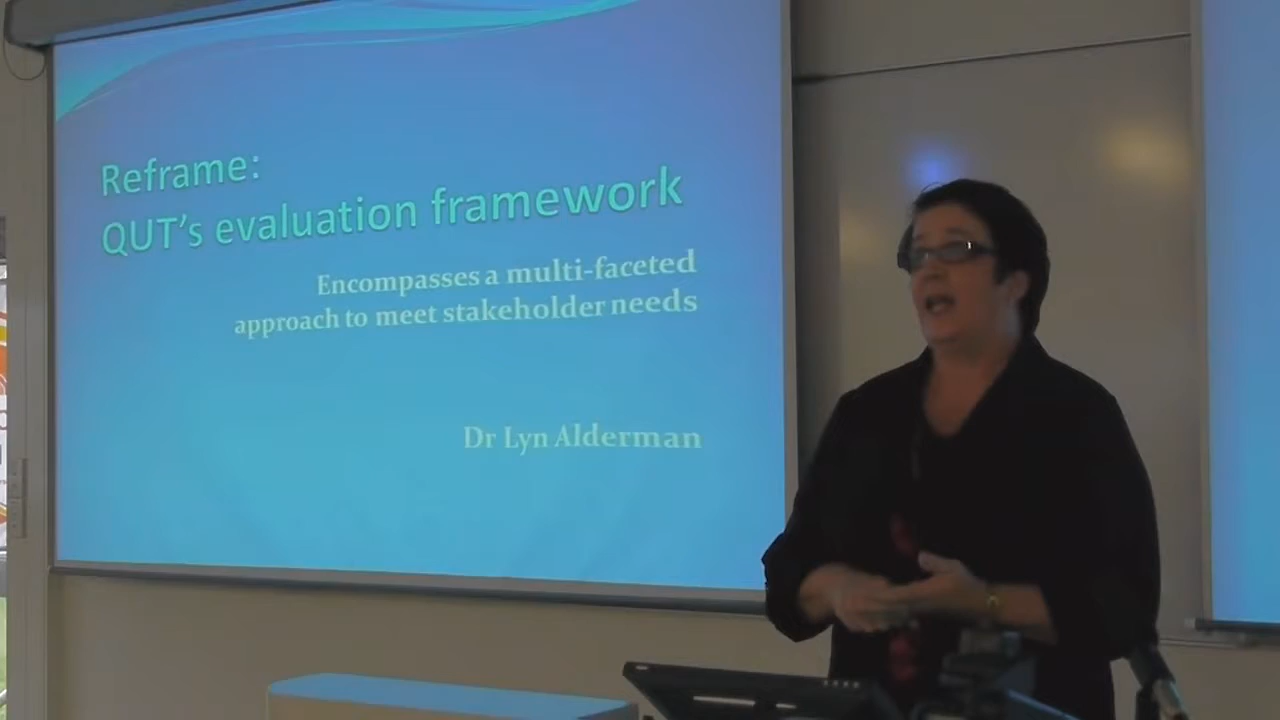 Reframe:
QUT's evaluation framework
Encompasses a multi-faceted
approach to meet stakeholder needs
Dr Lyn Alderman